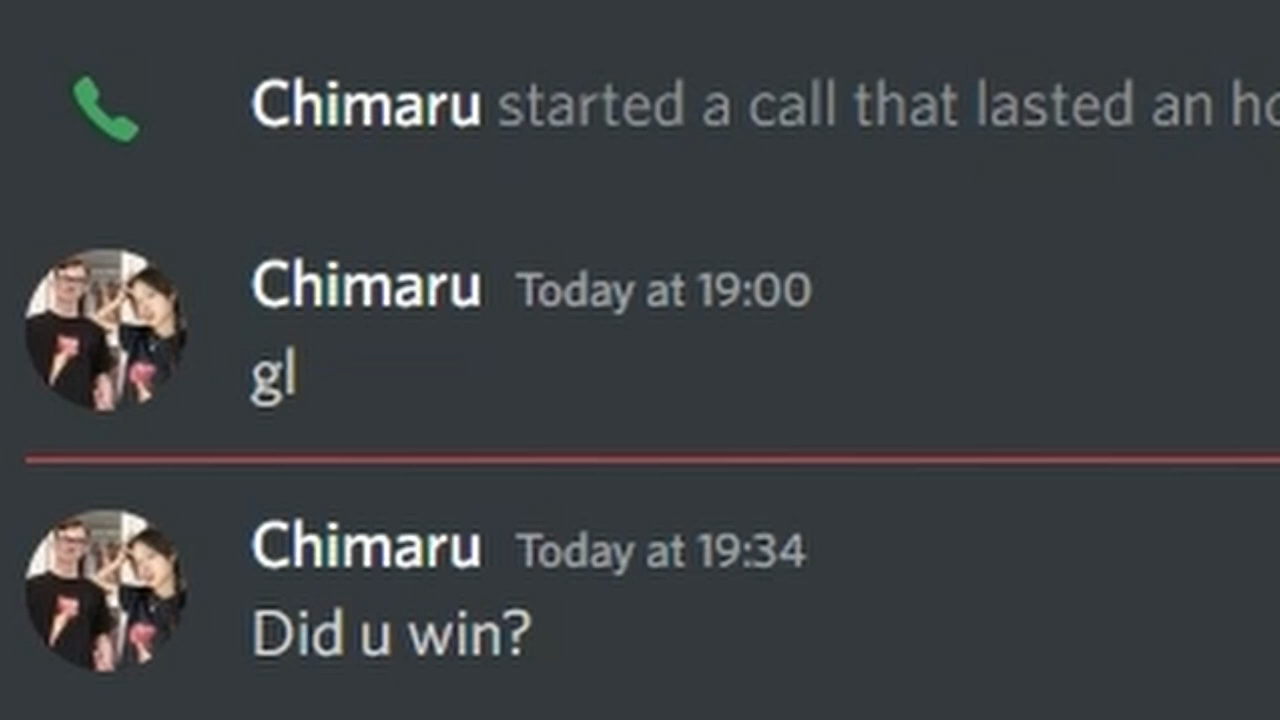 Chimaru started a call that lasted an
Chimaru Today at 19:00
gl
Chimaru Today at 19:34
Did u win?